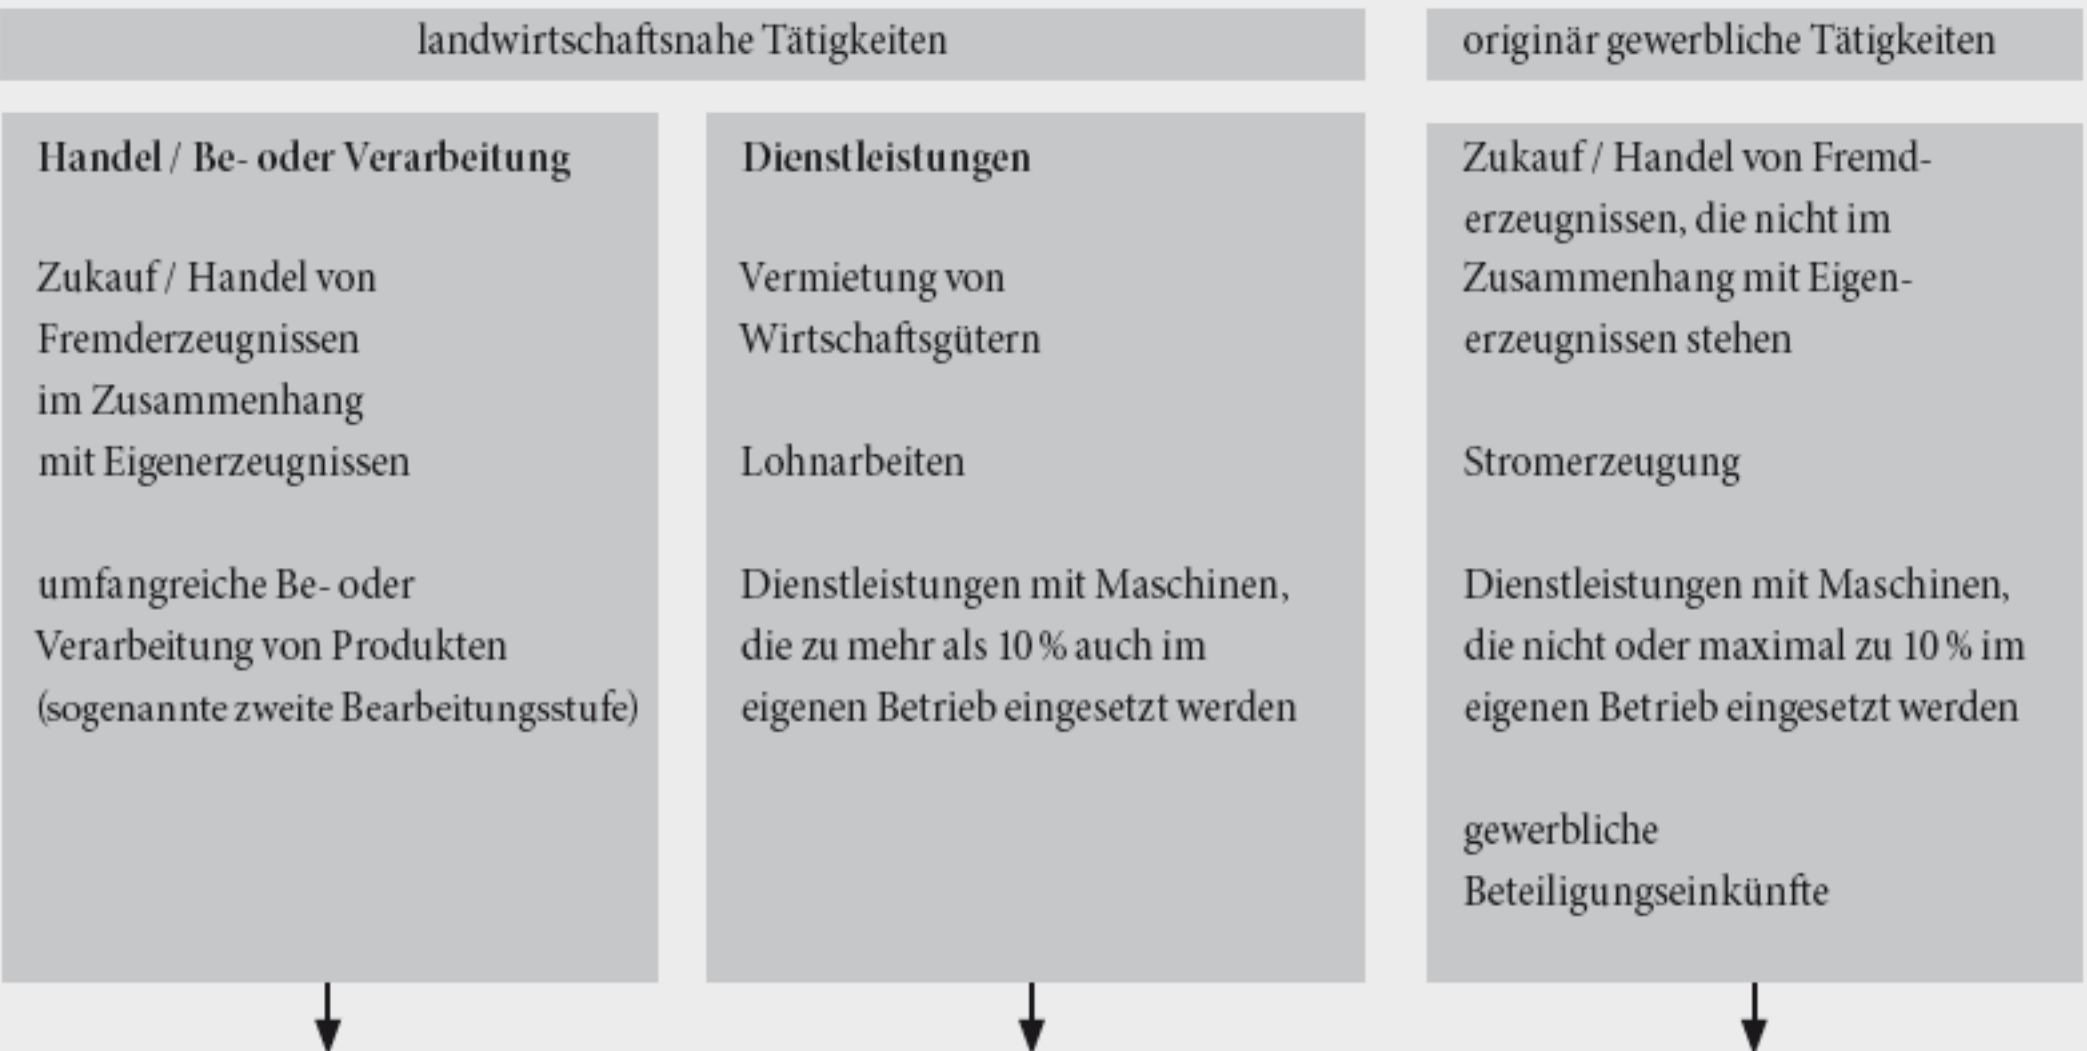 landwirtschaftsnahe Tätigkeiten
originär gewerbliche Tätigkeiten
Handel / Be- oder Verarbeitung
Zukauf / Handel von
Fremderzeugnissen
im Zusammenhang
mit Eigenerzeugnissen
umfangreiche Be- oder
Verarbeitung von Produkten
(sogenannte zweite Bearbeitungsstufe)
Dienstleistungen
Vermietung von
Wirtschaftsgütern
Lohnarbeiten
Dienstleistungen mit Maschinen,
die zu mehr als 10 % auch im
eigenen Betrieb eingesetzt werden
Zukauf / Handel von Fremd-
erzeugnissen, die nicht im
Zusammenhang mit Eigen-
erzeugnissen stehen
Stromerzeugung
Dienstleistungen mit Maschinen,
die nicht oder maximal zu 10 % im
eigenen Betrieb eingesetzt werden
gewerbliche
Beteiligungseinkünfte